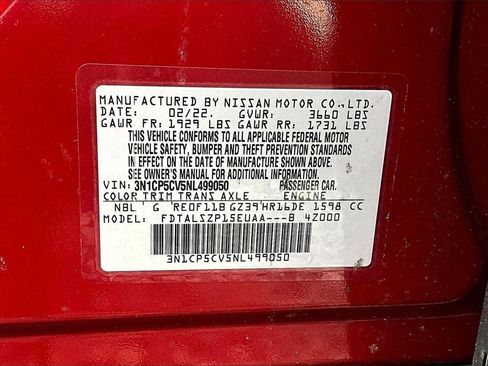 MANUFACTURED BY NISSAN MOTOR CO.,LTD.
DATE: 02/22. GVWR: 3660 LBS
GAWR FR: 1929 LBS GAWR RR: 1731 LBS
THIS VEHICLE CONFORMS TO ALL APPLICABLE FEDERAL MOTOR
VEHICLE SAFETY, BUMPER AND THEFT PREVENTION STANDARDS
IN EFFECT ON THE DATE OF MANUFACTURE SHOWN ABOVE.
SEE OWNER'S MANUAL FOR ADDITIONAL INFORMATION.
VIN: 3N1CP5CV5NL499050 PASSENGER CAR.
COLOR TRIM TRANS AXLE ENGINE
NBL G RE0F11B GZ39 HR16DE 1598 CC
MODEL: FDTALSZP15EUAA---B 4Z000
3N1CP5CV5NL499050